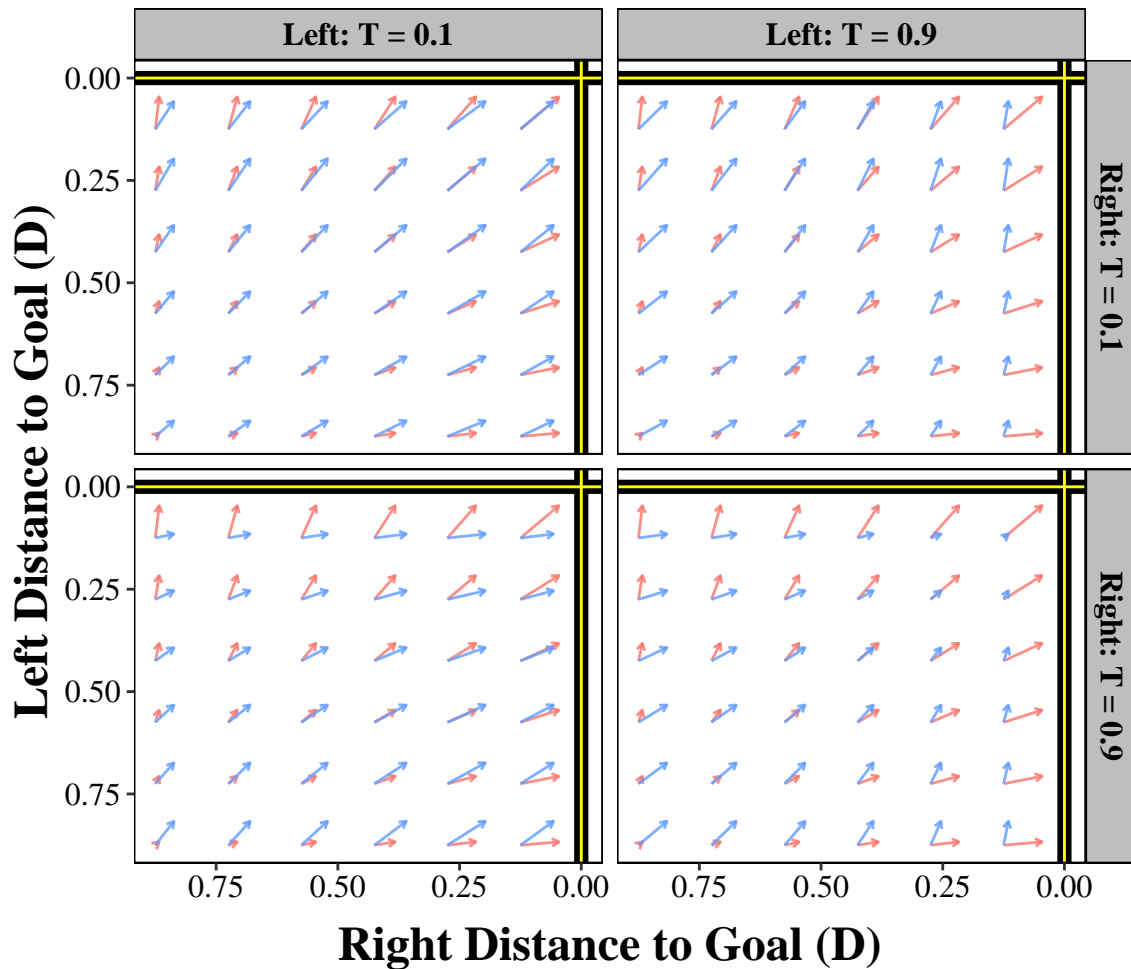 Left: T = 0.1
Left: T = 0.9
0.00
0.25
0.50
0.75
Right: T = 0.1
0.00
0.25
0.50
0.75
Right: T = 0.9
Left Distance to Goal (D)
0.75
0.50
0.25
0.00
0.75
0.50
0.25
0.00
Right Distance to Goal (D)